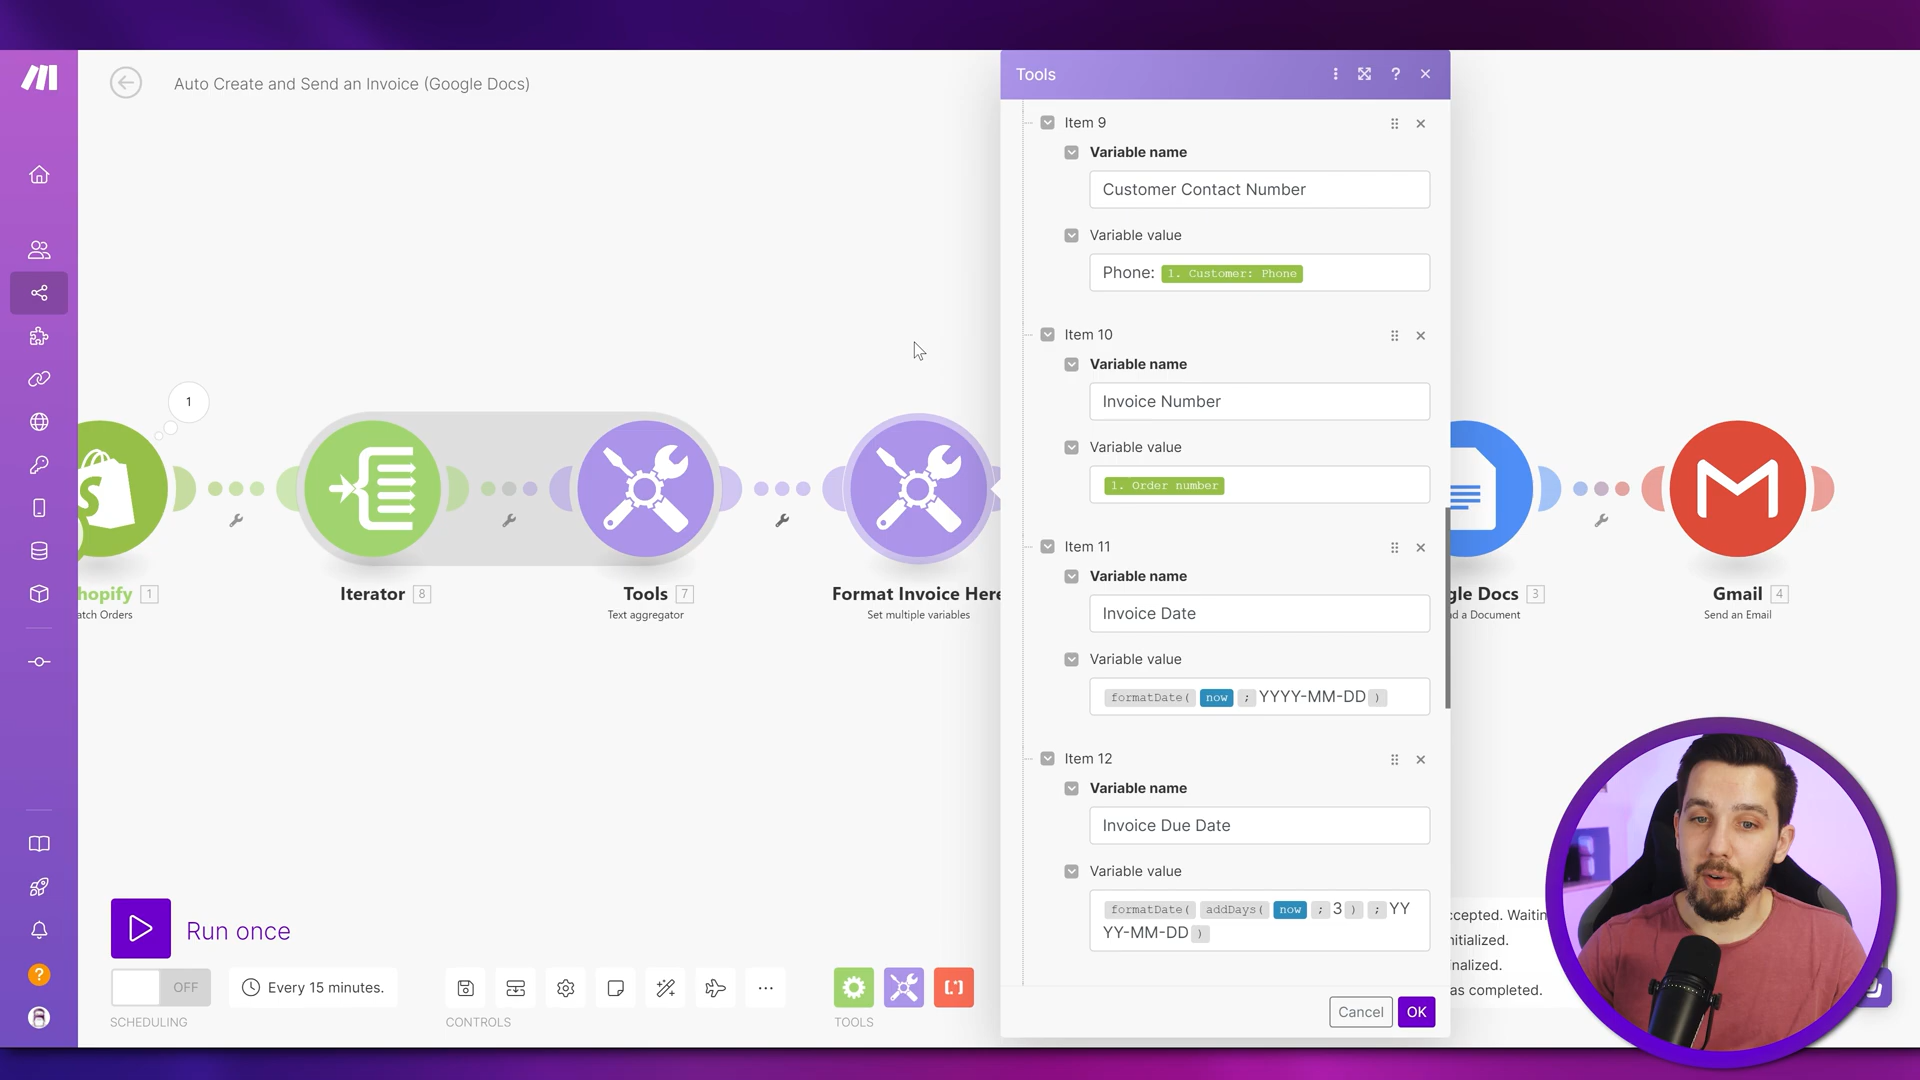 Auto Create and Send an Invoice (Google Docs)
Tools
?
Item 9
Variable name
Customer Contact Number
Variable value
Phone: 1. Customer: Phone
Item 10
Variable name
Invoice Number
Variable value
1. Order number
Item 11
Variable name
Invoice Date
Variable value
formatDate( now ; YYYY-MM-DD )
Item 12
Variable name
Invoice Due Date
Variable value
formatDate( addDays( now ; 3 ) ; YY
YY-MM-DD )
Cancel
OK
1
hopify 1
atch Orders
Iterator 8
Tools 7
Text aggregator
Format Invoice Here
Set multiple variables
gle Docs 3
d a Document
Gmail 4
Send an Email
Run once
OFF
Every 15 minutes.
SCHEDULING
CONTROLS
TOOLS
ccepted. Waitin
nitialized.
nalized.
as completed.
?